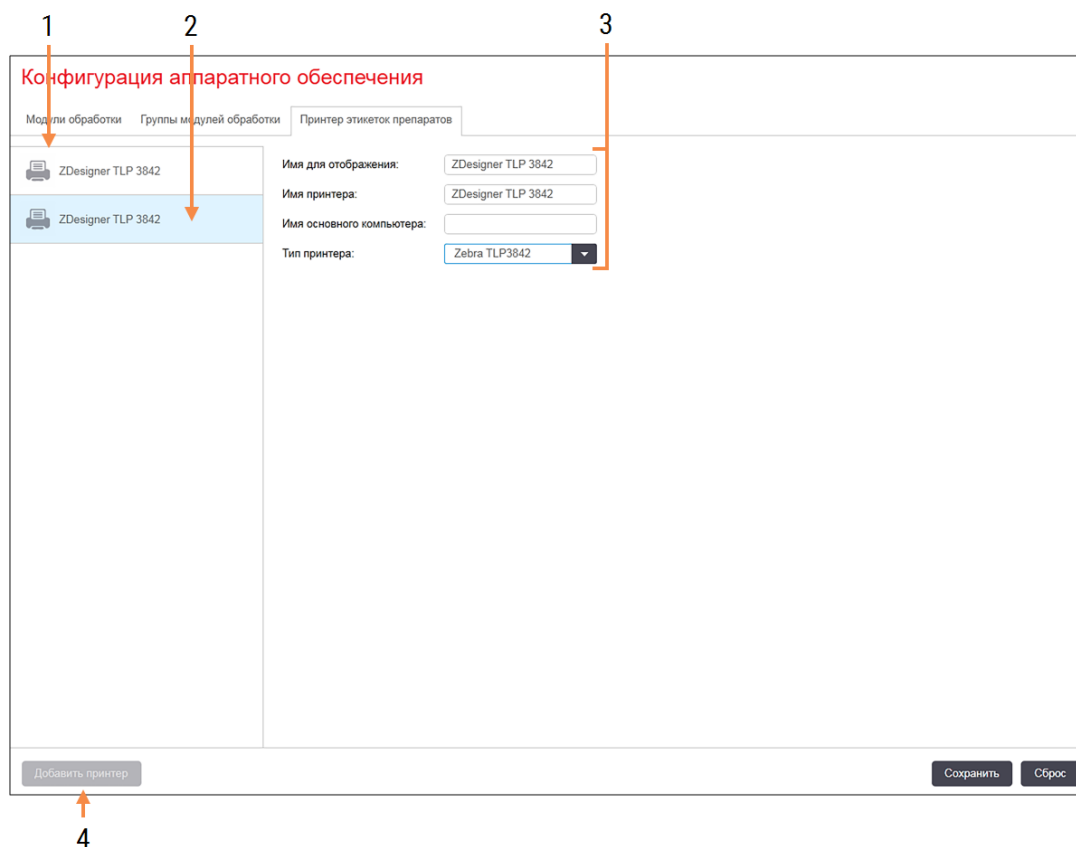 1 2 3
Конфигурация аппаратного обеспечения
Модули обработки Группы модулей обработки Принтер этикеток препаратов
ZDesigner TLP 3842
ZDesigner TLP 3842
Имя для отображения: ZDesigner TLP 3842
Имя принтера: ZDesigner TLP 3842
Имя основного компьютера:
Тип принтера: Zebra TLP3842
Добавить принтер Сохранить Сброс
4